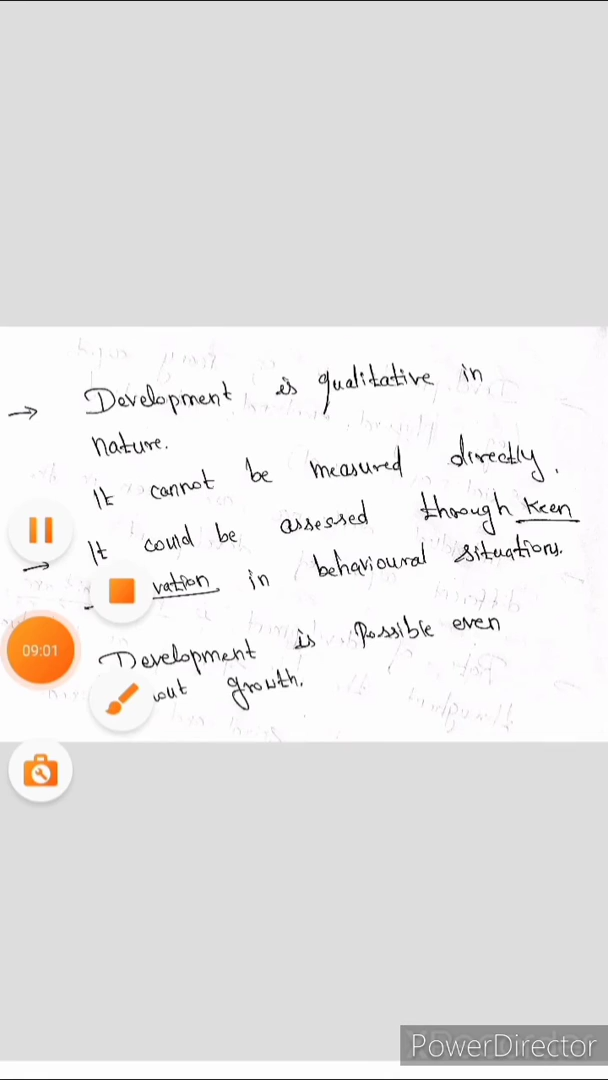 → Development is qualitative in
nature.
It cannot be measured directly.
→ It could be assessed through Keen
vation in behavioural situations.
Development is possible even
out growth.
09:01
PowerDirector